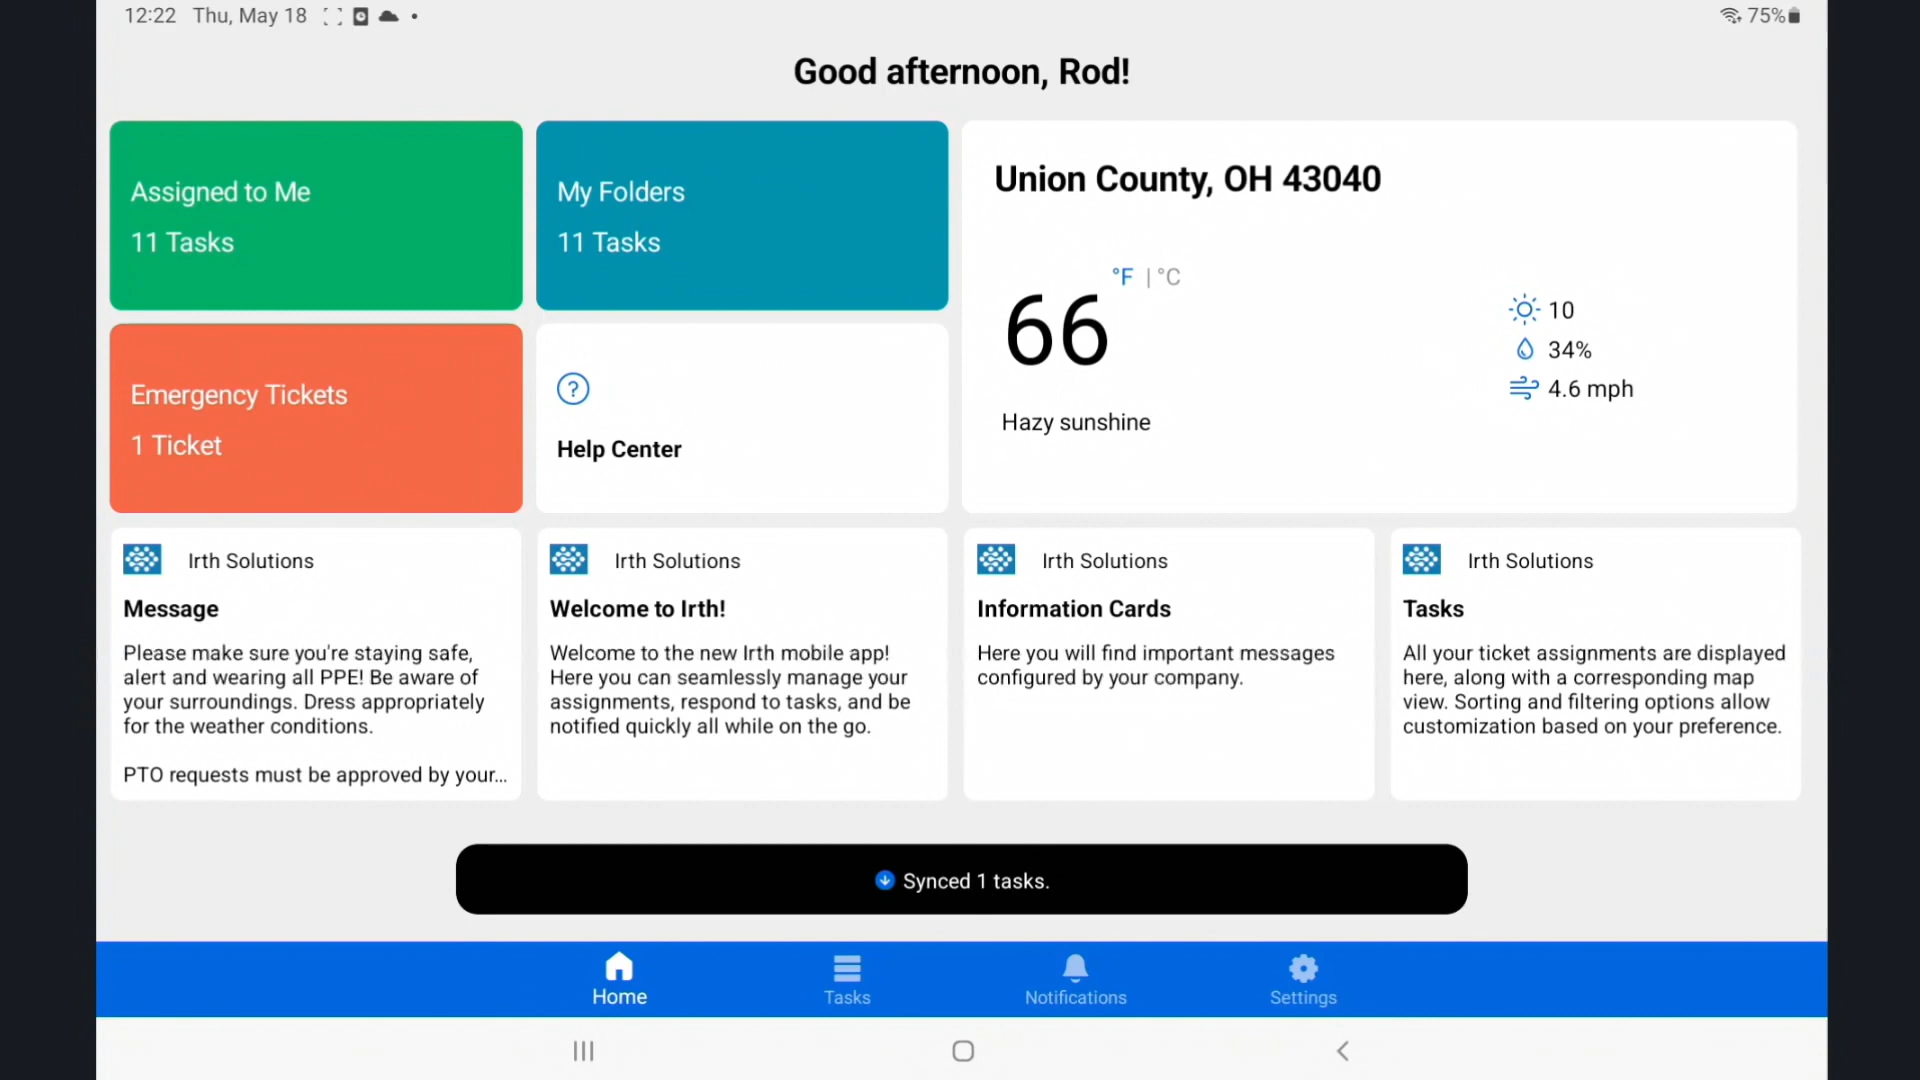 12:22 Thu, May 18
75%
Good afternoon, Rod!
Assigned to Me
11 Tasks
My Folders
11 Tasks
Union County, OH 43040
°F | °C
66
Hazy sunshine
10
34%
4.6 mph
Emergency Tickets
1 Ticket
?
Help Center
Irth Solutions
Message
Please make sure you're staying safe,
alert and wearing all PPE! Be aware of
your surroundings. Dress appropriately
for the weather conditions.
PTO requests must be approved by your...
Irth Solutions
Welcome to Irth!
Welcome to the new Irth mobile app!
Here you can seamlessly manage your
assignments, respond to tasks, and be
notified quickly all while on the go.
Irth Solutions
Information Cards
Here you will find important messages
configured by your company.
Irth Solutions
Tasks
All your ticket assignments are displayed
here, along with a corresponding map
view. Sorting and filtering options allow
customization based on your preference.
Synced 1 tasks.
Home
Tasks
Notifications
Settings